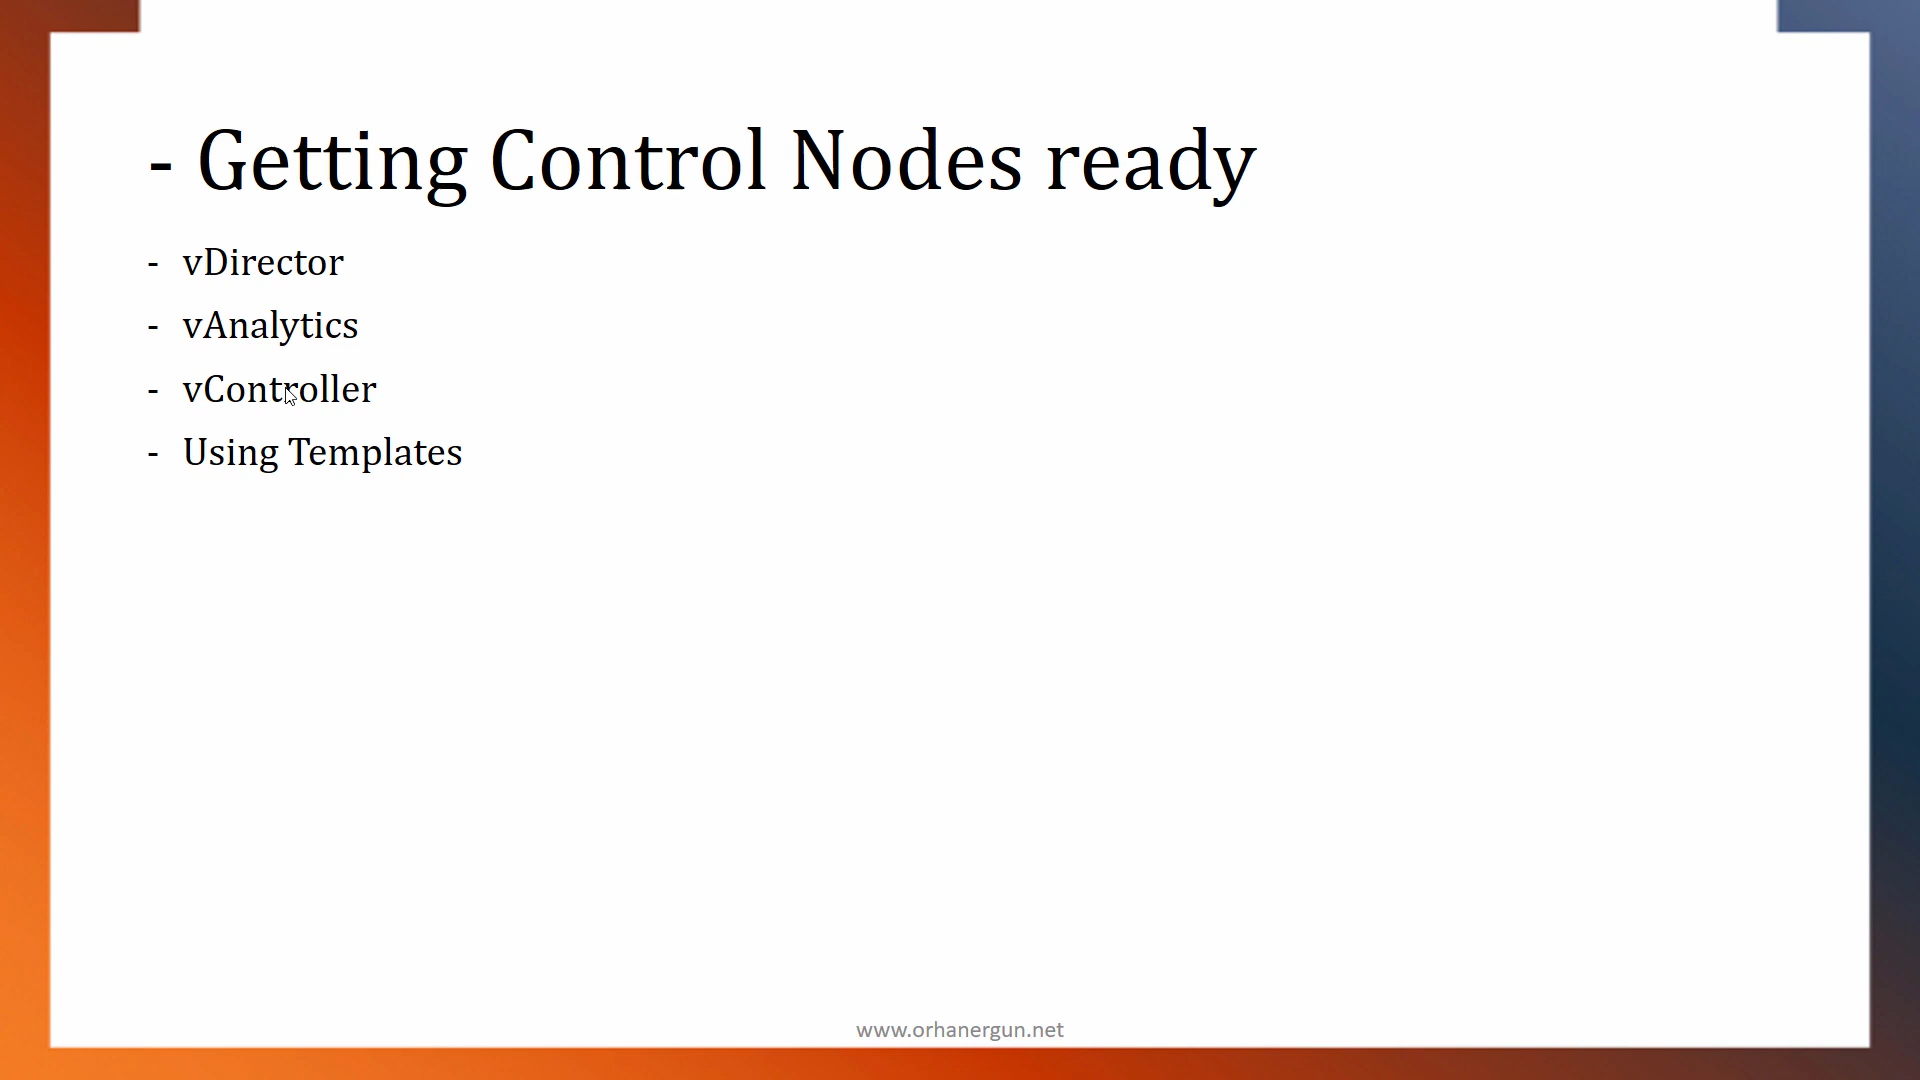 - Getting Control Nodes ready
- vDirector
- vAnalytics
- vController
- Using Templates
www.orhanergun.net